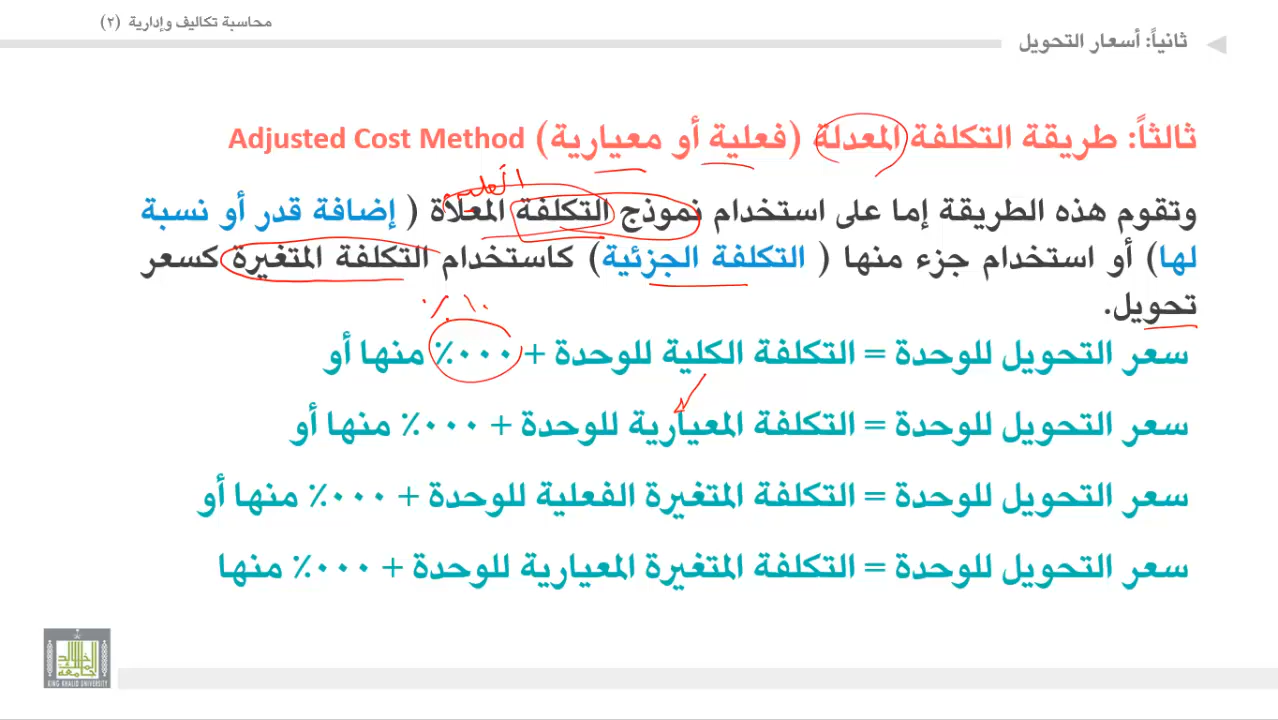 محاسبة تكاليف وإدارية (٢)
ثانياً: أسعار التحويل
ثالثاً: طريقة التكلفة المعدلة (فعلية أو معيارية) Adjusted Cost Method
وتقوم هذه الطريقة إما على استخدام نموذج التكلفة المعلاة ( إضافة قدر أو نسبة
لها) أو استخدام جزء منها ( التكلفة الجزئية) كاستخدام التكلفة المتغيرة كسعر
تحويل.
٪١٠
سعر التحويل للوحدة = التكلفة الكلية للوحدة + ٠٠٠٪ منها أو
سعر التحويل للوحدة = التكلفة المعيارية للوحدة + ٠٠٠٪ منها أو
سعر التحويل للوحدة = التكلفة المتغيرة الفعلية للوحدة + ٠٠٠٪ منها أو
سعر التحويل للوحدة = التكلفة المتغيرة المعيارية للوحدة + ٠٠٠٪ منها
KING KHALID UNIVERSITY